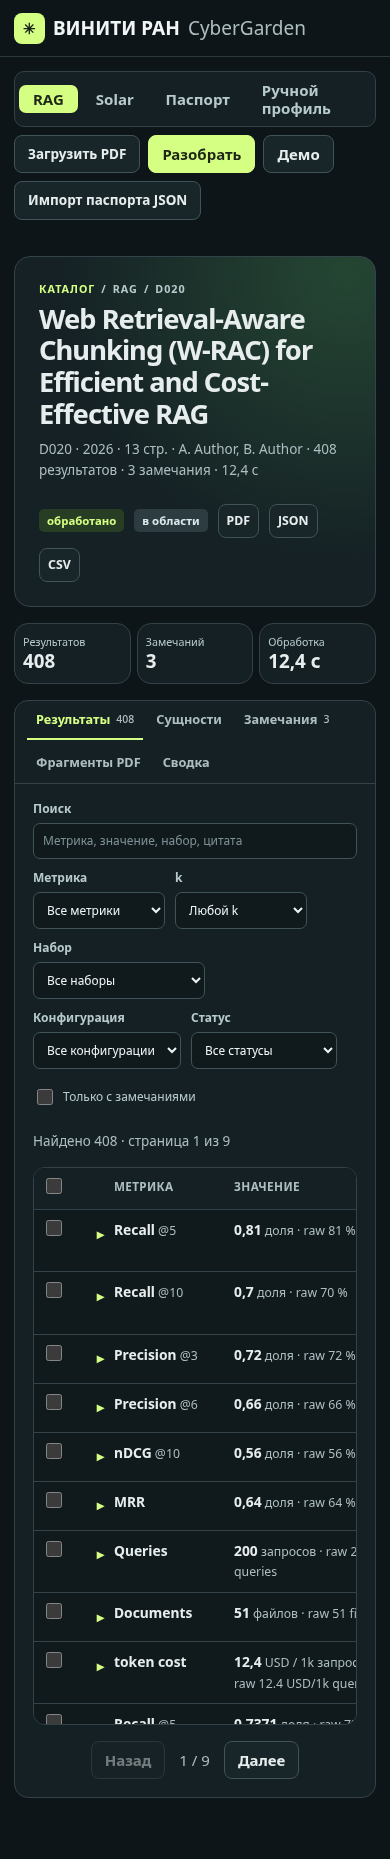 ВИНИТИ РАН CyberGarden
RAG Solar Паспорт Ручной профиль
Загрузить PDF Разобрать Демо
Импорт паспорта JSON
КАТАЛОГ / RAG / D020
Web Retrieval-Aware
Chunking (W-RAC) for
Efficient and Cost-
Effective RAG
D020 · 2026 · 13 стр. · A. Author, B. Author · 408
результатов · 3 замечания · 12,4 с
обработано в области PDF JSON
CSV
Результатов Замечаний Обработка
408 3 12,4 с
Результаты 408 Сущности Замечания 3
Фрагменты PDF Сводка
Поиск
Метрика, значение, набор, цитата
Метрика k
Все метрики Любой k
Набор
Все наборы
Конфигурация Статус
Все конфигурации Все статусы
Только с замечаниями
Найдено 408 · страница 1 из 9
МЕТРИКА ЗНАЧЕНИЕ
Recall @5 0,81 доля · raw 81 %
Recall @10 0,7 доля · raw 70 %
Precision @3 0,72 доля · raw 72 %
Precision @6 0,66 доля · raw 66 %
nDCG @10 0,56 доля · raw 56 %
MRR 0,64 доля · raw 64 %
Queries 200 запросов · raw 2
queries
Documents 51 файлов · raw 51 fi
token cost 12,4 USD / 1k запрос
raw 12.4 USD/1k quer
Recall @5 0,7371 доля · raw 7
Назад 1 / 9 Далее